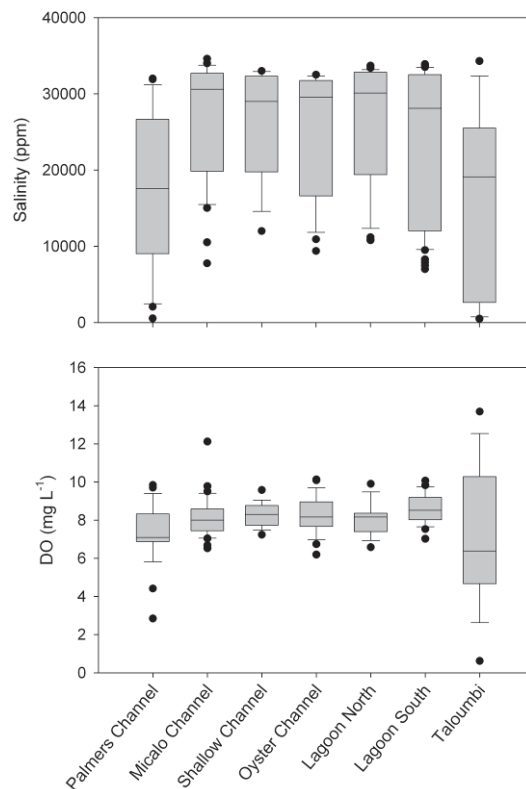 40000
30000
20000
10000
0
Salinity (ppm)
16
14
12
10
8
6
4
2
0
DO (mg L-1)
Palmers Channel
Micalo Channel
Shallow Channel
Oyster Channel
Lagoon North
Lagoon South
Taloumbi